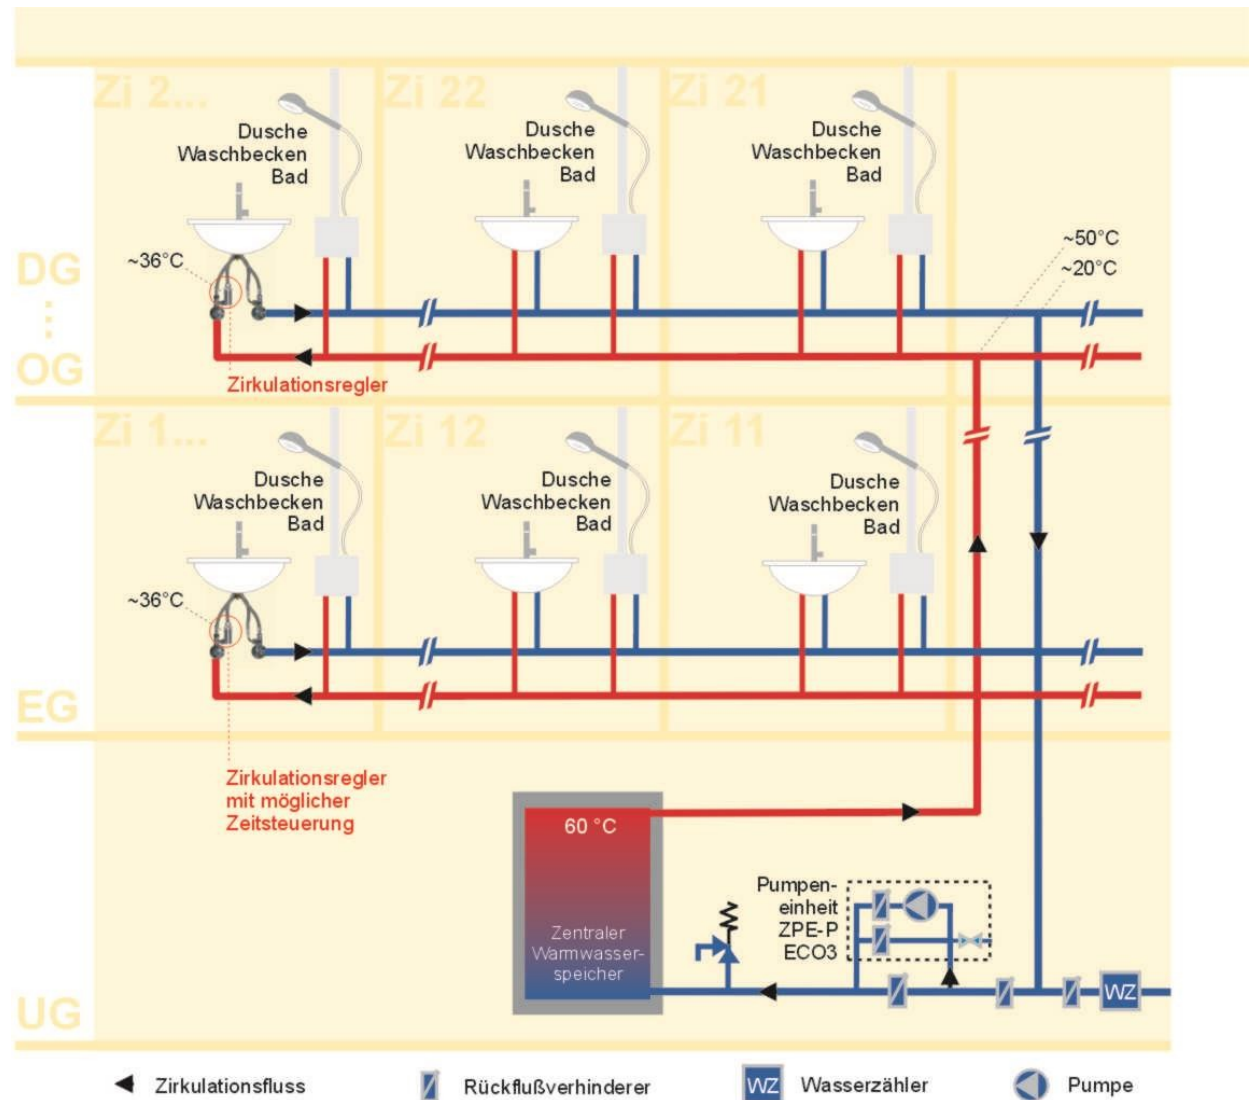 Zi 2...
Zi 22
Zi 21
Dusche
Waschbecken
Bad
Dusche
Waschbecken
Bad
Dusche
Waschbecken
Bad
~50°C
~20°C
~36°C
DG
OG
Zirkulationsregler
Zi 1...
Zi 12
Zi 11
Dusche
Waschbecken
Bad
Dusche
Waschbecken
Bad
Dusche
Waschbecken
Bad
~36°C
EG
Zirkulationsregler
mit möglicher
Zeitsteuerung
60 °C
Zentraler
Warmwasser-
speicher
Pumpen-
einheit
ZPE-P
ECO3
WZ
UG
Zirkulationsfluss
Rückflußverhinderer
WZ Wasserzähler
Pumpe